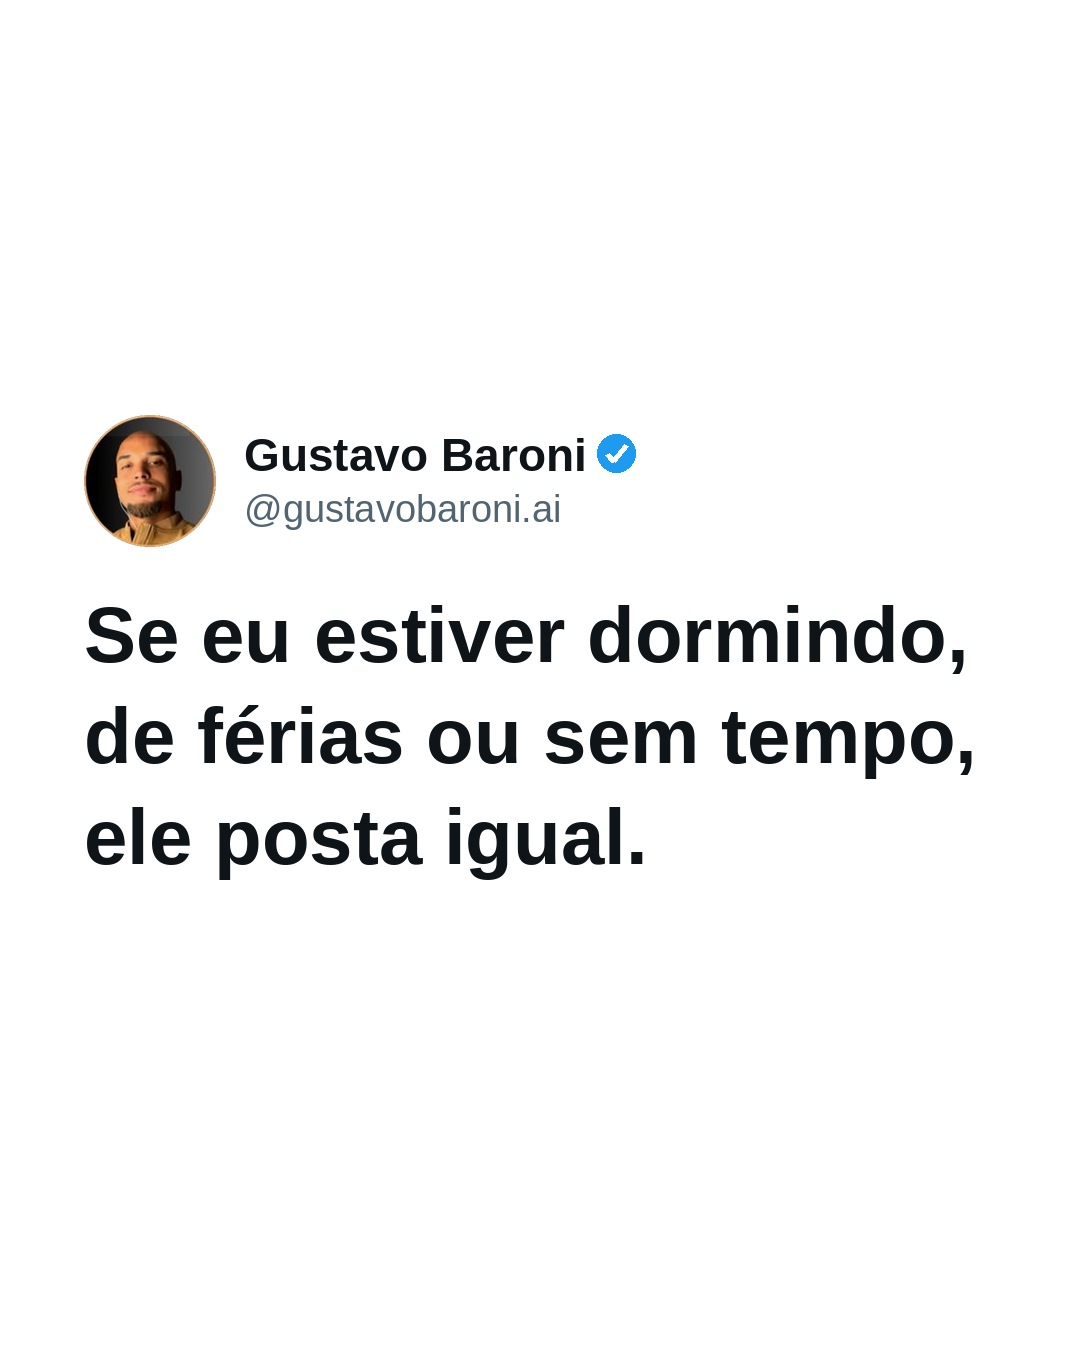 Gustavo Baroni
@gustavobaroni.ai
Se eu estiver dormindo,
de férias ou sem tempo,
ele posta igual.